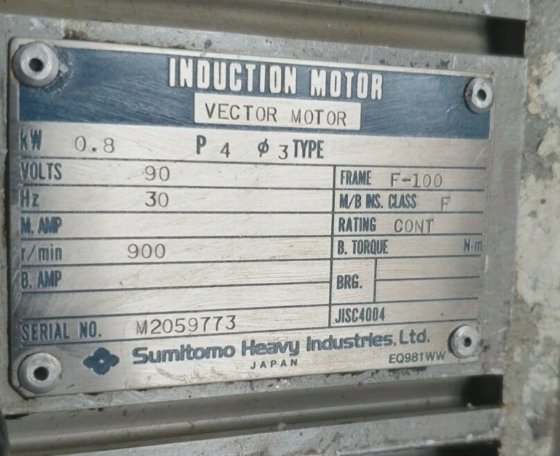 INDUCTION MOTOR
VECTOR MOTOR
kW 0.8 P 4 φ 3 TYPE
VOLTS 90 FRAME F-100
Hz 30 M/B INS. CLASS F
M. AMP RATING CONT
r/min 900 B. TORQUE N·m
B. AMP BRG.
SERIAL NO. M2059773 JISC4004
Sumitomo Heavy Industries, Ltd.
JAPAN EQ981WW